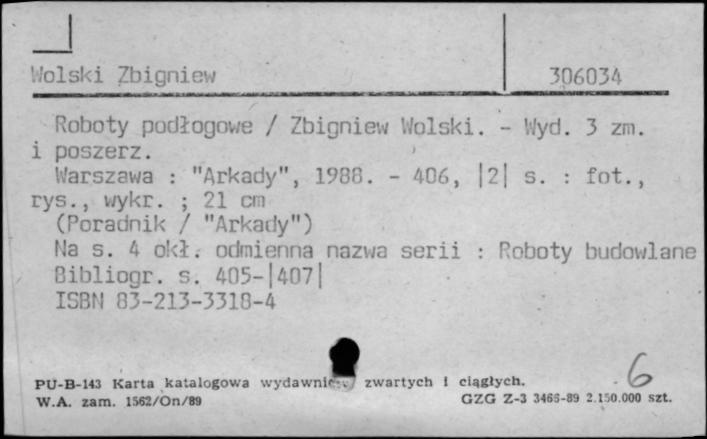 Wolski Zbigniew 306034
Roboty podłogowe / Zbigniew Wolski. - Wyd. 3 zm.
i poszerz.
Warszawa : "Arkady", 1988. - 406, |2| s. : fot.,
rys., wykr. ; 21 cm
(Poradnik / "Arkady")
Na s. 4 okł. odmienna nazwa serii : Roboty budowlane
Bibliogr. s. 405-|407|
ISBN 83-213-3318-4
6
PU-B-143 Karta katalogowa zwartych i ciągłych.
W.A. zam. 1562/On/89 GZG Z-3 3466-89 2.150.000 szt.